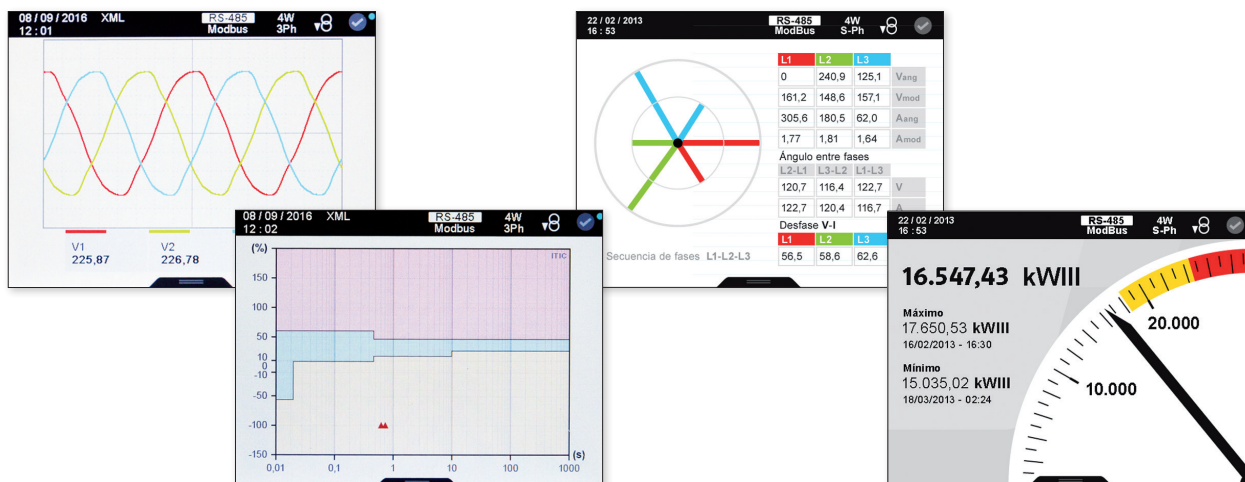 08 / 09 / 2016 XML RS-485 4W
12 : 01 Modbus 3Ph
V1 V2
225,87 226,78
08 / 09 / 2016 XML RS-485 4W
12 : 02 Modbus 3Ph
(%) ITIC
150
100
50
10
0
-10
-50
-100
-150 (s)
0,01 0,1 1 10 100 1000
22 / 02 / 2013 RS-485 4W
16 : 53 ModBus S-Ph
L1 L2 L3
0 240,9 125,1 Vang
161,2 148,6 157,1 Vmod
305,6 180,5 62,0 Aang
1,77 1,81 1,64 Amod
Ángulo entre fases
L2-L1 L3-L2 L1-L3
120,7 116,4 122,7 V
122,7 120,4 116,7 A
Desfase V-I
L1 L2 L3
Secuencia de fases L1-L2-L3 56,5 58,6 62,6
22 / 02 / 2013 RS-485 4W
16 : 53 ModBus S-Ph
16.547,43 kWIII
Máximo
17.650,53 kWIII
16/02/2013 - 16:30
Mínimo
15.035,02 kWIII
18/03/2013 - 02:24
20.000
10.000